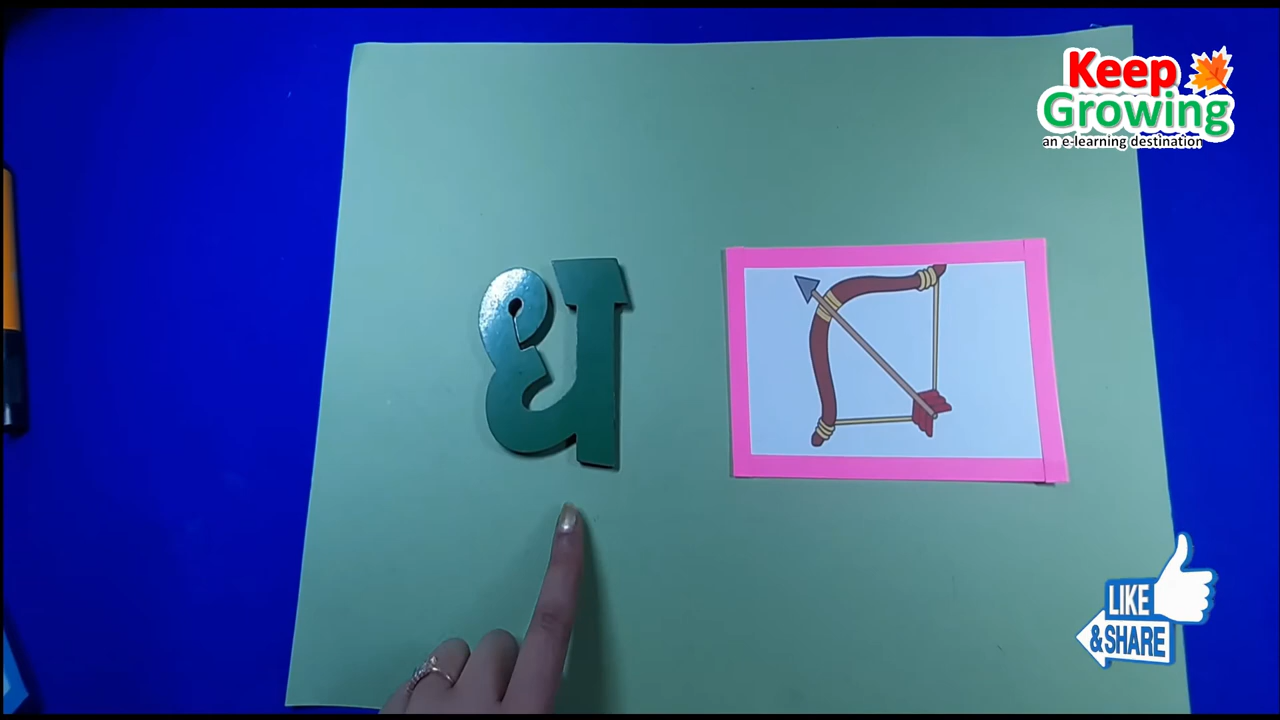 Keep
Growing
an e-learning destination
ध
LIKE
&SHARE